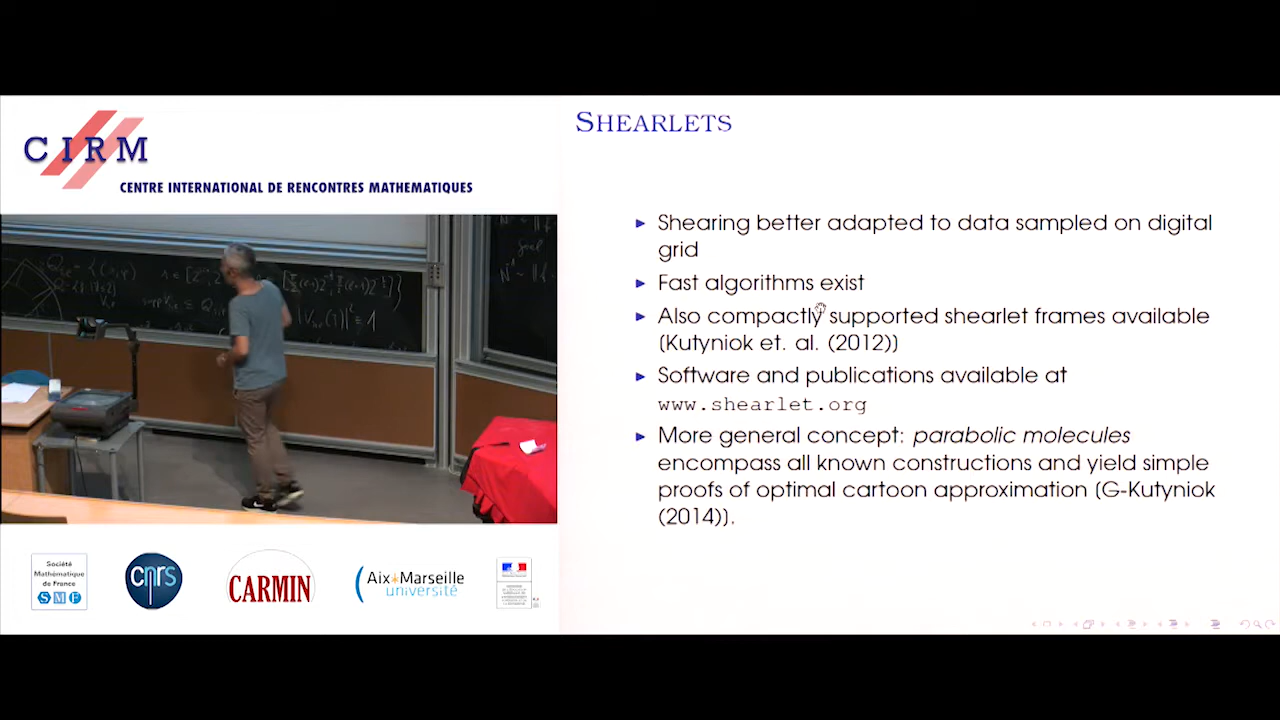 CIRM
CENTRE INTERNATIONAL DE RENCONTRES MATHEMATIQUES
Société
Mathématique
de France
SMF
cnrs
CARMIN
Aix*Marseille
université
SHEARLETS
Shearing better adapted to data sampled on digital
grid
Fast algorithms exist
Also compactly supported shearlet frames available
(Kutyniok et. al. (2012))
Software and publications available at
www.shearlet.org
More general concept: parabolic molecules
encompass all known constructions and yield simple
proofs of optimal cartoon approximation (G-Kutyniok
(2014)).